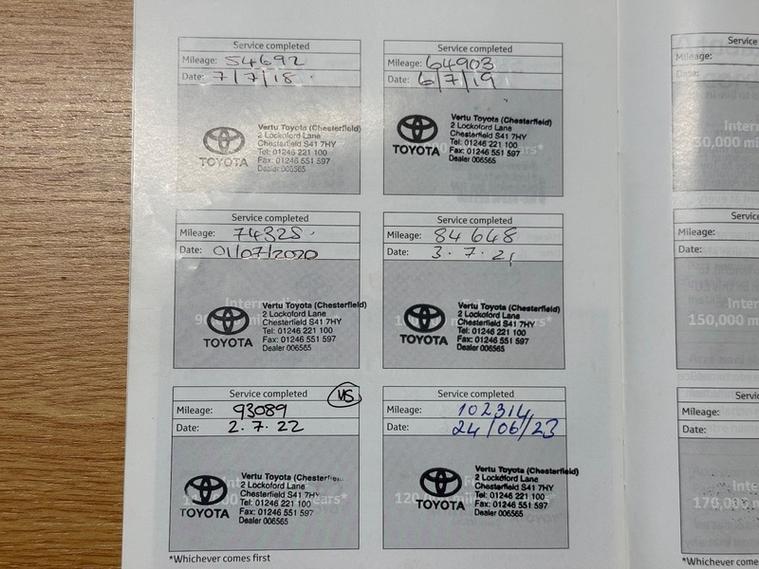 Service completed
Mileage: 54692
Date: 7/7/18
TOYOTA
Vertu Toyota (Chesterfield)
2 Lockoford Lane
Chesterfield S41 7HY
Tel: 01246 221 100
Fax: 01246 551 597
Dealer 006565
Service completed
Mileage: 64903
Date: 6/7/19
TOYOTA
Vertu Toyota (Chesterfield)
2 Lockoford Lane
Chesterfield S41 7HY
Tel: 01246 221 100
Fax: 01246 551 597
Dealer 006565
Service completed
Mileage: 74325
Date: 01/07/2020
TOYOTA
Vertu Toyota (Chesterfield)
2 Lockoford Lane
Chesterfield S41 7HY
Tel: 01246 221 100
Fax: 01246 551 597
Dealer 006565
Service completed
Mileage: 84648
Date: 3.7.21
TOYOTA
Vertu Toyota (Chesterfield)
2 Lockoford Lane
Chesterfield S41 7HY
Tel: 01246 221 100
Fax: 01246 551 597
Dealer 006565
Service completed
Mileage: 93089
Date: 2.7.22
TOYOTA
Vertu Toyota
2 Lockoford Lane
Chesterfield S41 7HY
Tel: 01246 221 100
Fax: 01246 551 597
Dealer 006565
Service completed
Mileage: 102314
Date: 24/06/23
TOYOTA
Vertu Toyota (Chesterfield)
2 Lockoford Lane
Chesterfield S41 7HY
Tel: 01246 221 100
Fax: 01246 551 597
Dealer 006565
*Whichever comes first
Service
Mileage:
Date:
Mileage:
Date:
150,000
Mileage:
Date:
170,000